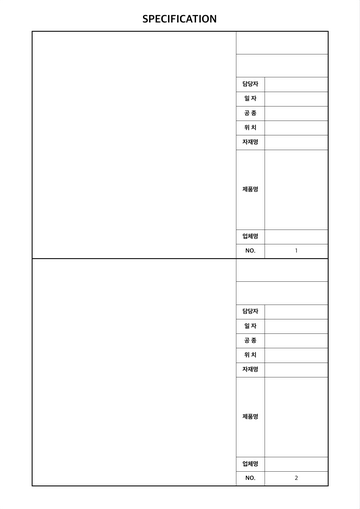 SPECIFICATION
담당자
일 자
공 종
위 치
자재명
제품명
업체명
NO. 1
담당자
일 자
공 종
위 치
자재명
제품명
업체명
NO. 2